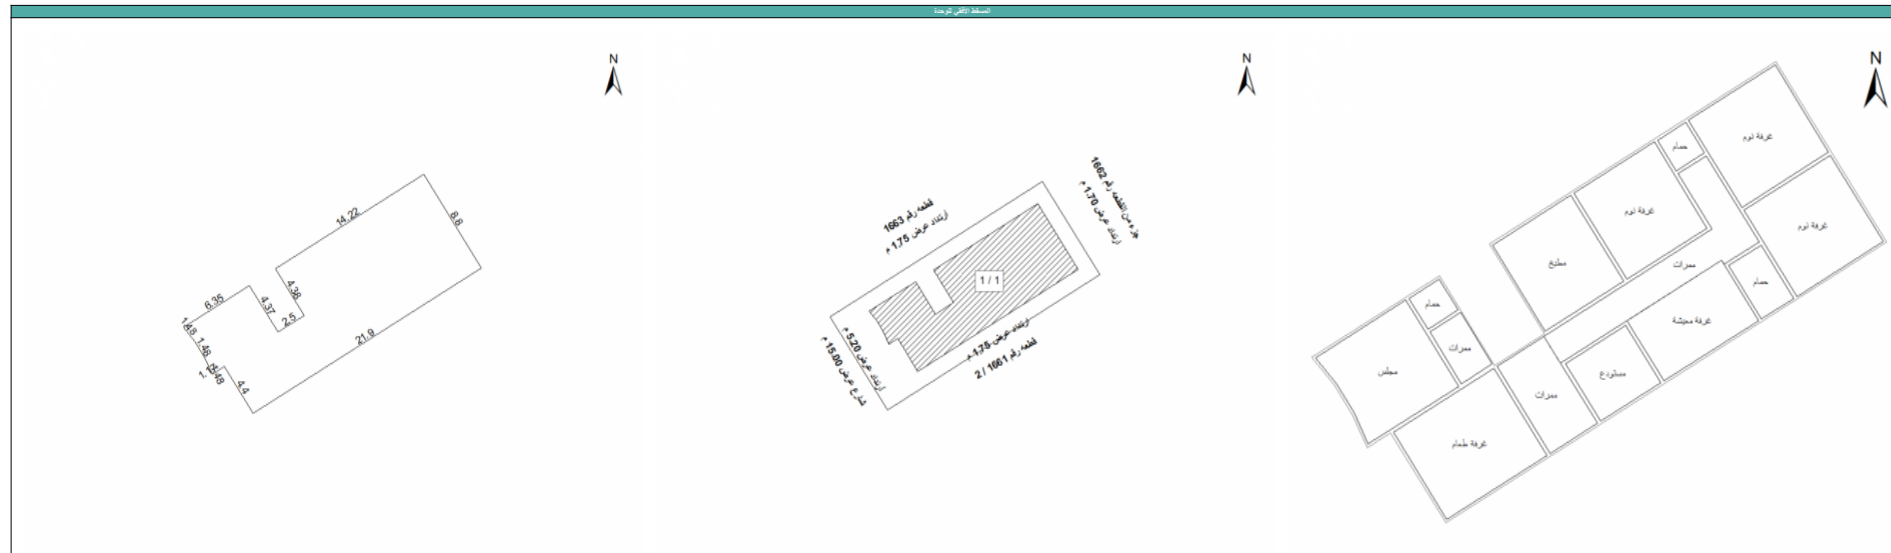 المسقط الافقي للوحدة
N
14.22
8.8
4.38
2.5
4.37
6.35
1.48
1.46
4.4
21.9
N
قطعه رقم 1663
ارتداد عرض 1.75 م
جزء من القطعه رقم 1662
ارتداد عرض 1.70 م
1 / 1
ارتداد عرض 1.75 م
قطعه رقم 1661 / 2
ارتداد عرض 5.20 م
شارع عرض 15.00 م
N
غرفة نوم
حمام
غرفة نوم
غرفة نوم
مطبخ
ممرات
حمام
حمام
غرفة معيشة
ممرات
مجلس
مستودع
ممرات
غرفة طعام